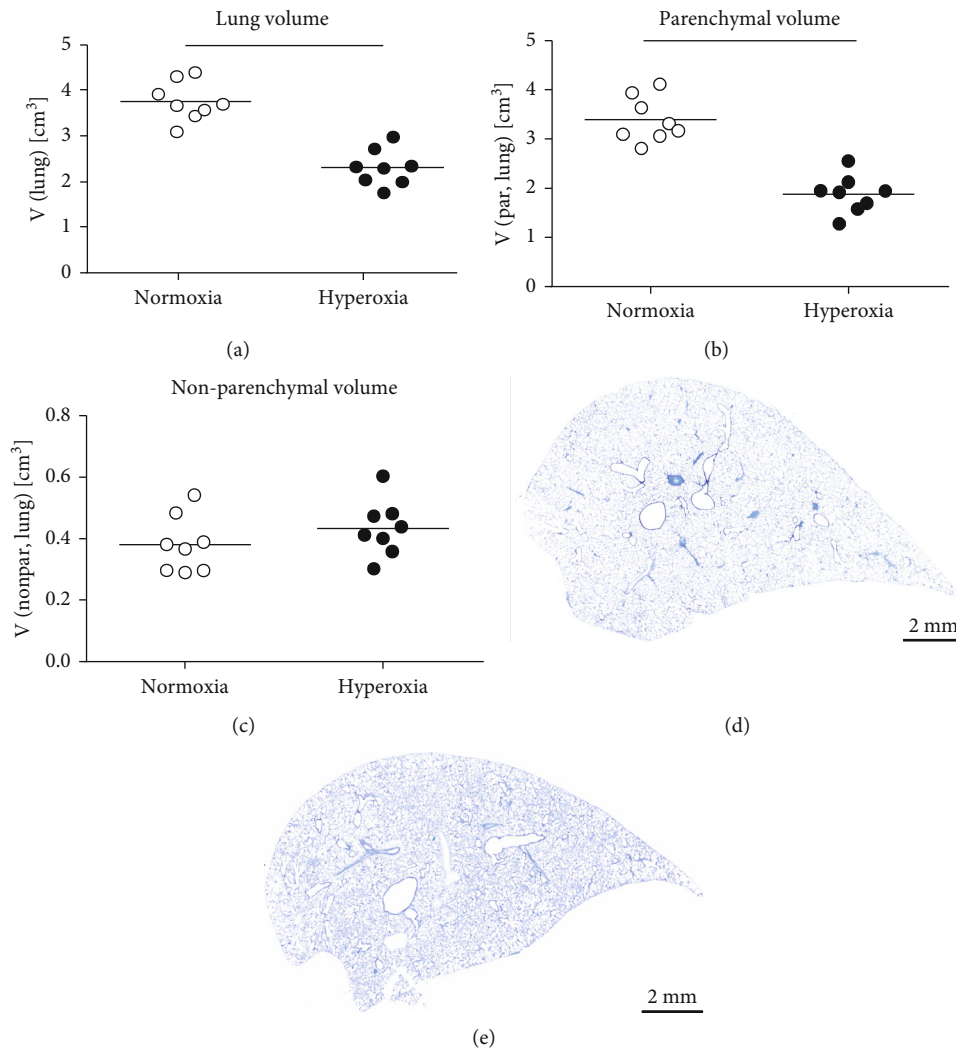 Lung volume
V (lung) [cm³]
5
4
3
2
1
0
Normoxia
Hyperoxia
(a)
Parenchymal volume
V (par, lung) [cm³]
5
4
3
2
1
0
Normoxia
Hyperoxia
(b)
Non-parenchymal volume
V (nonpar, lung) [cm³]
0.8
0.6
0.4
0.2
0.0
Normoxia
Hyperoxia
(c)
2 mm
(d)
2 mm
(e)